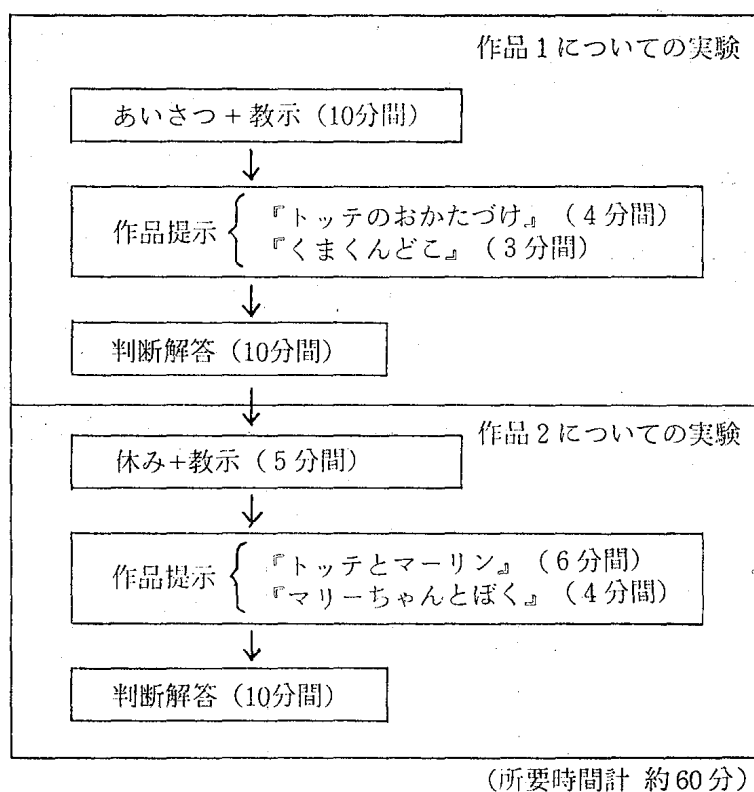 作品1についての実験
あいさつ+教示(10分間)
作品提示
『トッテのおかたづけ』(4分間)
『くまくんどこ』(3分間)
判断解答(10分間)
作品2についての実験
休み+教示(5分間)
作品提示
『トッテとマーリン』(6分間)
『マリーちゃんとぼく』(4分間)
判断解答(10分間)
(所要時間計 約60分)